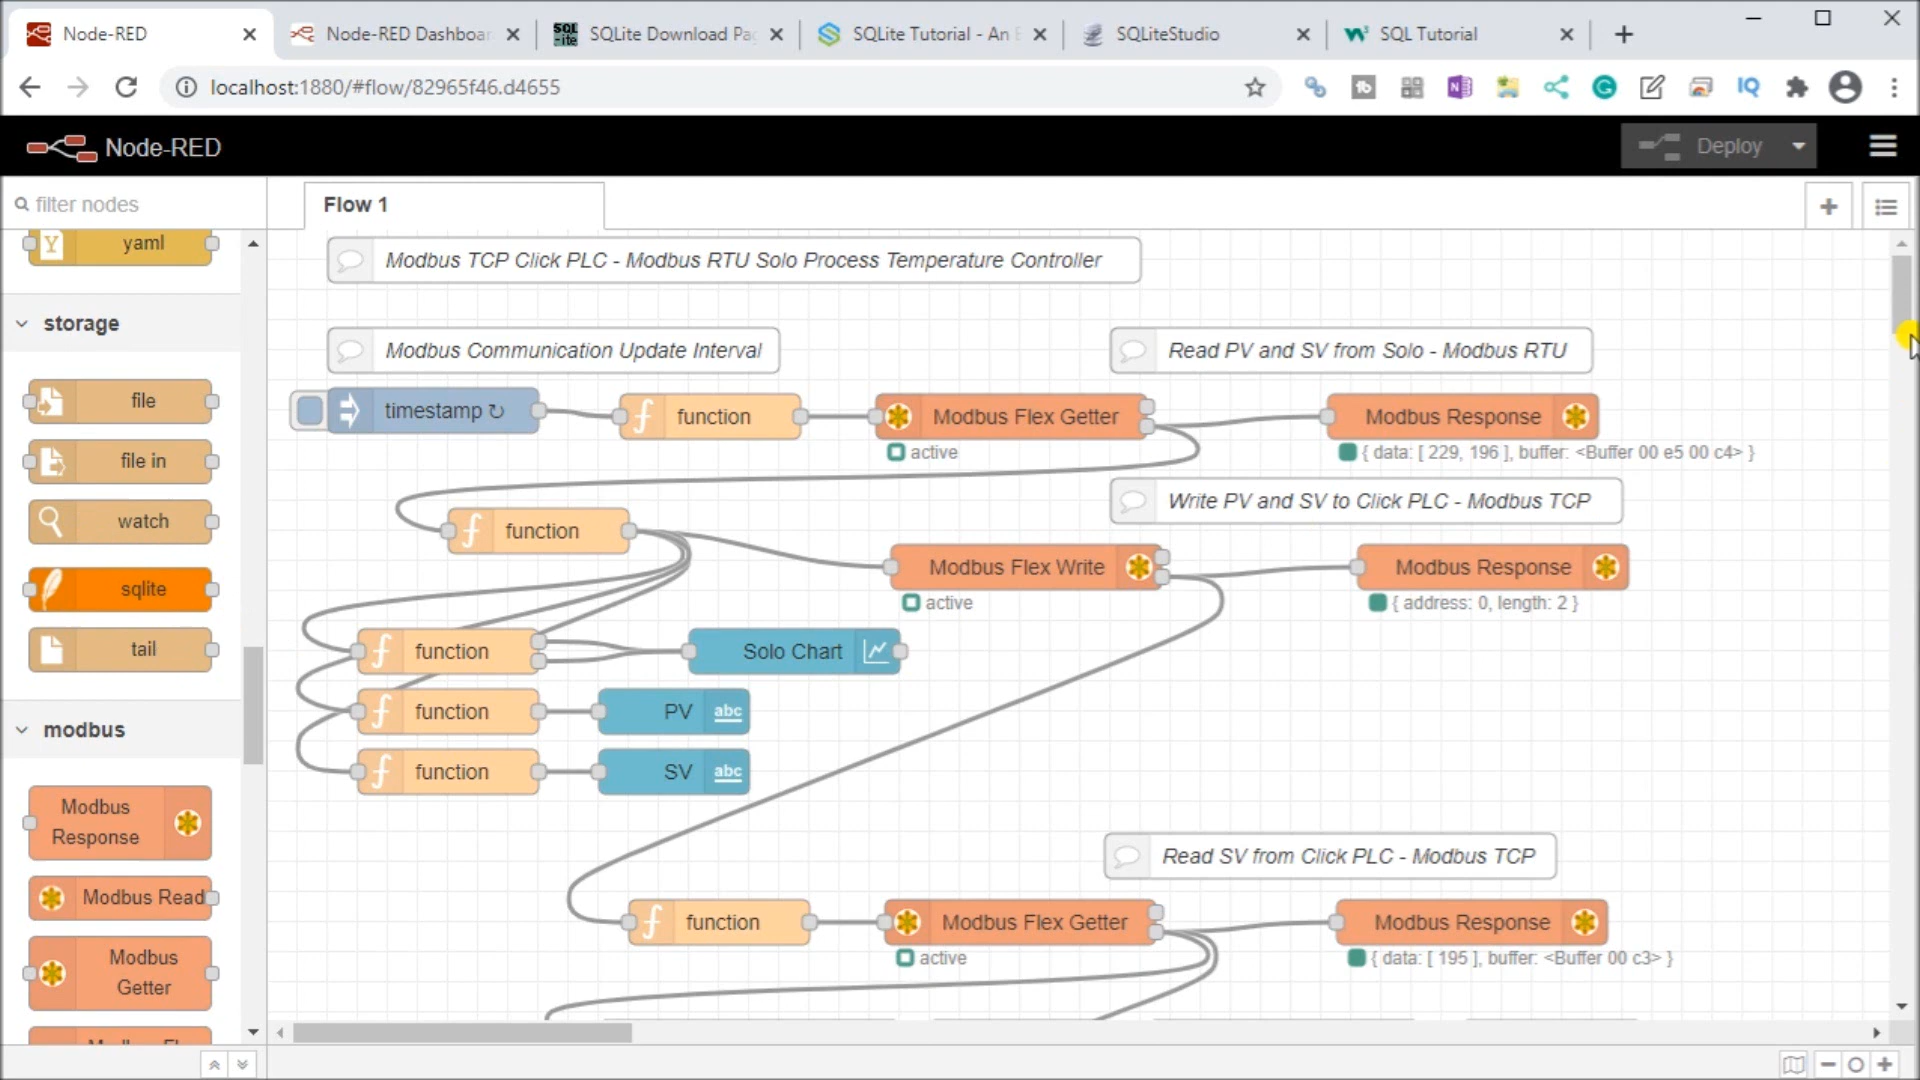 Node-RED
Node-RED Dashboar
SQLite Download Pa
SQLite Tutorial - An E
SQLiteStudio
SQL Tutorial
localhost:1880/#flow/82965f46.d4655
Node-RED
Deploy
filter nodes
Flow 1
yaml
storage
file
file in
watch
sqlite
tail
modbus
Modbus
Response
Modbus Read
Modbus
Getter
Modbus TCP Click PLC - Modbus RTU Solo Process Temperature Controller
Modbus Communication Update Interval
Read PV and SV from Solo - Modbus RTU
timestamp ↻
function
Modbus Flex Getter
active
Modbus Response
{ data: [ 229, 196 ], buffer: <Buffer 00 e5 00 c4> }
Write PV and SV to Click PLC - Modbus TCP
function
Modbus Flex Write
active
Modbus Response
{ address: 0, length: 2 }
function
Solo Chart
function
PV
abc
function
SV
abc
Read SV from Click PLC - Modbus TCP
function
Modbus Flex Getter
active
Modbus Response
{ data: [ 195 ], buffer: <Buffer 00 c3> }